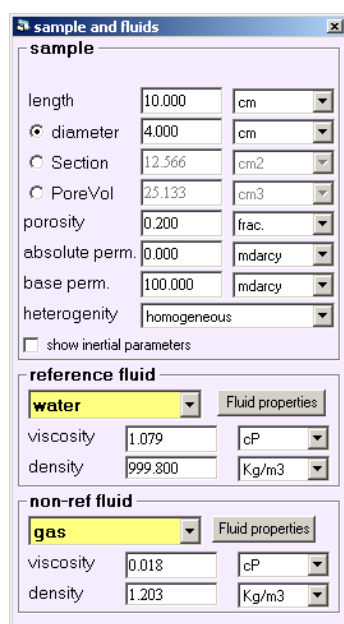 sample and fluids
sample
length 10.000 cm
diameter 4.000 cm
Section 12.566 cm2
PoreVol 25.133 cm3
porosity 0.200 frac.
absolute perm. 0.000 mdarcy
base perm. 100.000 mdarcy
heterogenity homogeneous
show inertial parameters
reference fluid
water Fluid properties
viscosity 1.079 cP
density 999.800 Kg/m3
non-ref fluid
gas Fluid properties
viscosity 0.018 cP
density 1.203 Kg/m3